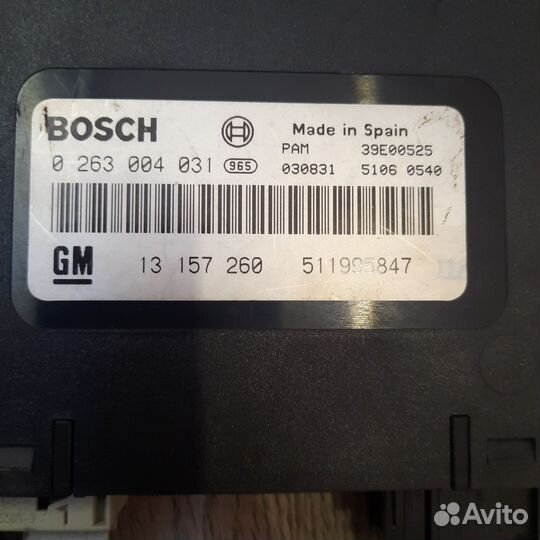 BOSCH
Made in Spain
PAM 39E00525
0 263 004 031 965 030831 5106 0540
GM 13 157 260 511995847
Avito